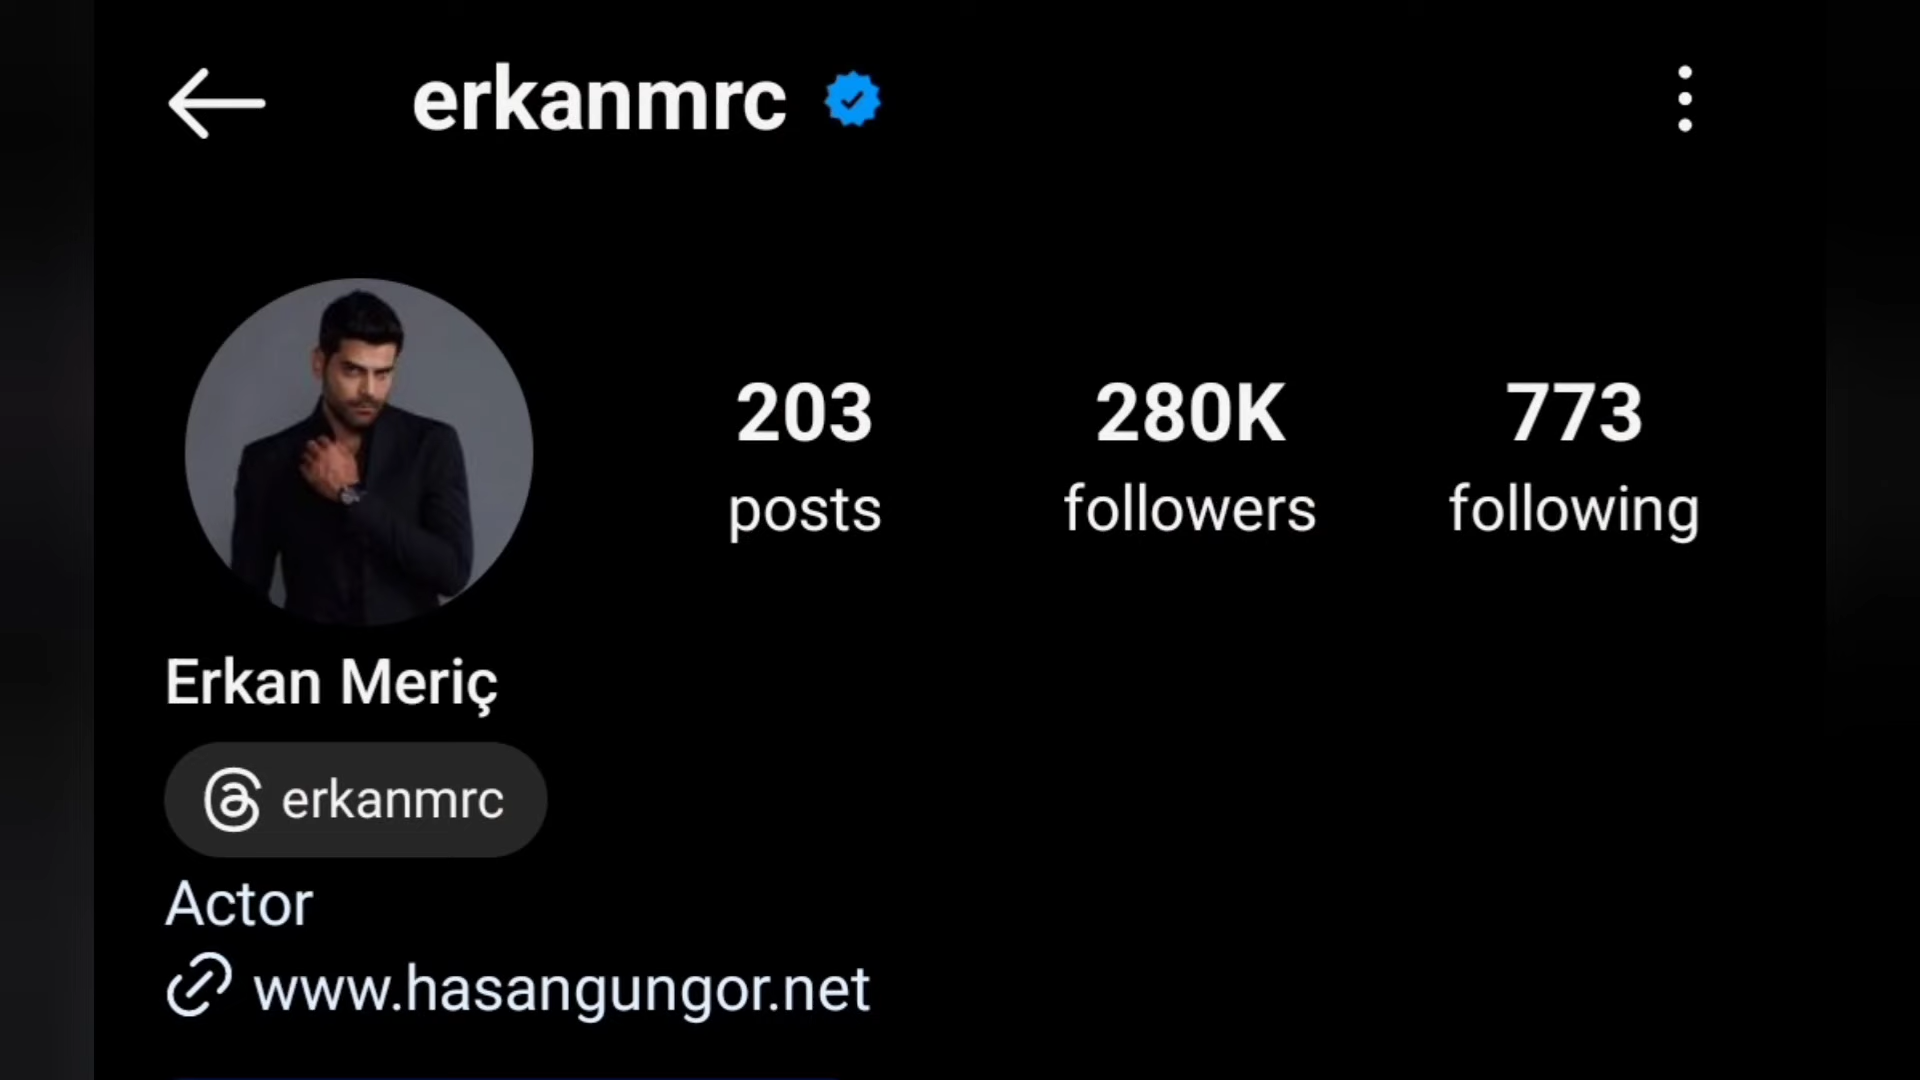 erkanmrc
203 280K 773
posts followers following
Erkan Meriç
erkanmrc
Actor
www.hasangungor.net